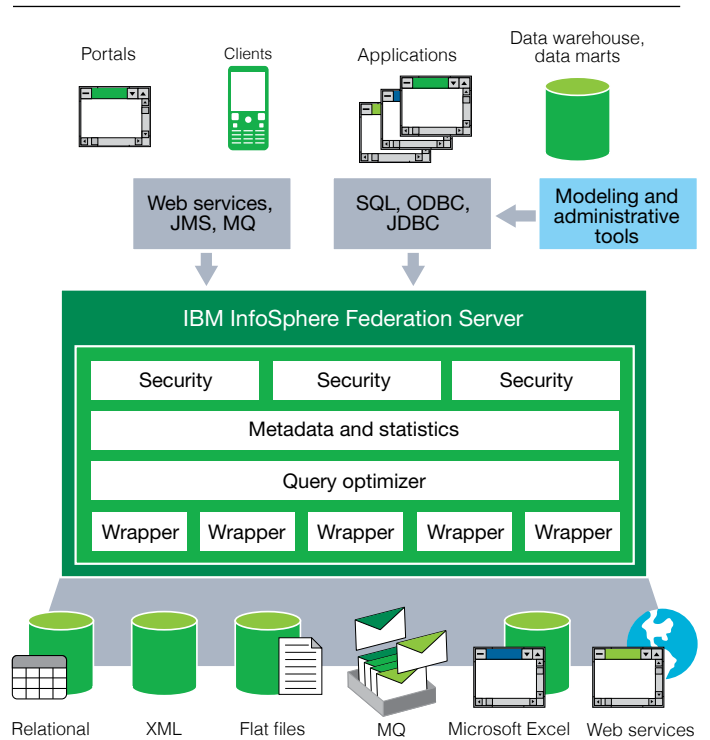 Portals
Clients
Applications
Data warehouse,
data marts
Web services,
JMS, MQ
SQL, ODBC,
JDBC
Modeling and
administrative
tools
IBM InfoSphere Federation Server
Security
Security
Security
Metadata and statistics
Query optimizer
Wrapper
Wrapper
Wrapper
Wrapper
Wrapper
Relational
XML
Flat files
MQ
Microsoft Excel
Web services